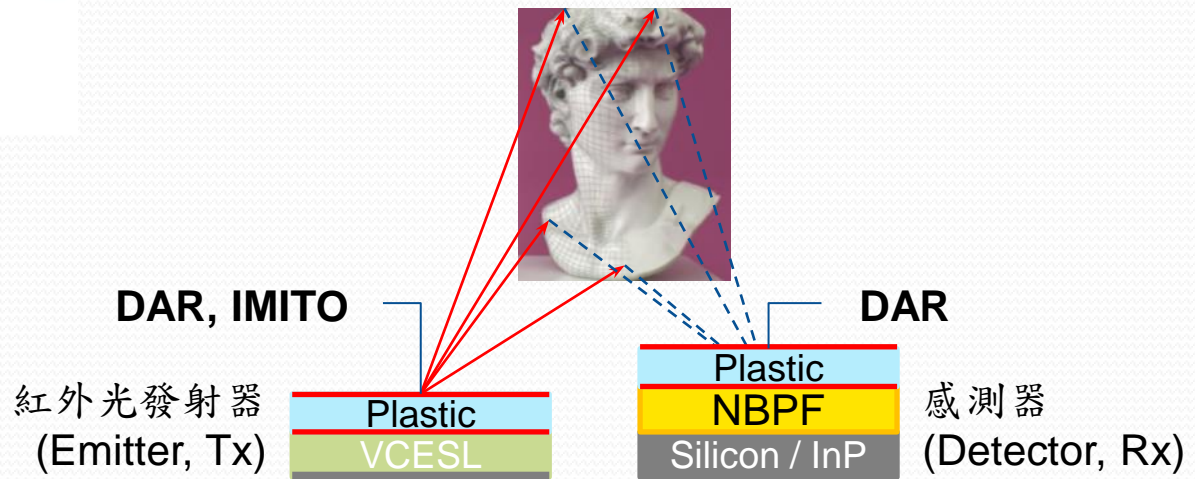 DAR, IMITO
DAR
紅外光發射器
(Emitter, Tx)
Plastic
VCESL
Plastic
NBPF
Silicon / InP
感測器
(Detector, Rx)